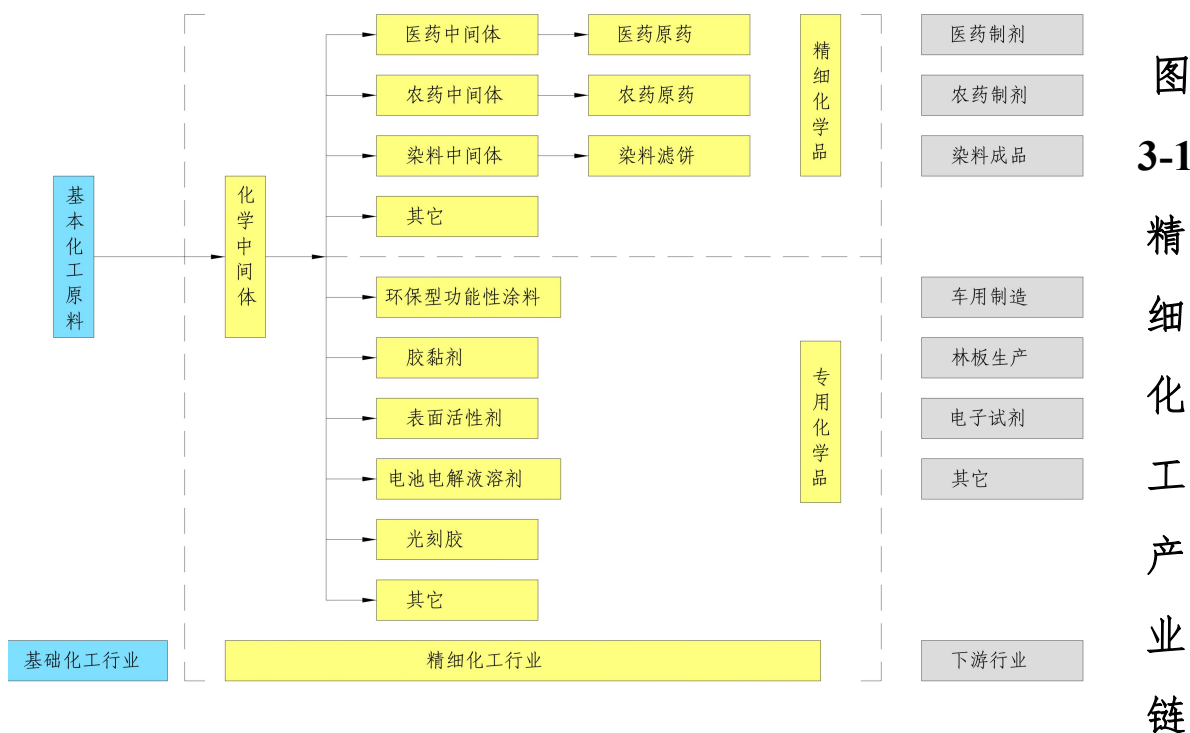 基本化工原料
化学中间体
医药中间体
医药原药
农药中间体
农药原药
染料中间体
染料滤饼
其它
精细化学品
环保型功能性涂料
胶黏剂
表面活性剂
电池电解液溶剂
光刻胶
其它
专用化学品
医药制剂
农药制剂
染料成品
车用制造
林板生产
电子试剂
其它
基础化工行业
精细化工行业
下游行业
图
3-1
精
细
化
工
产
业
链